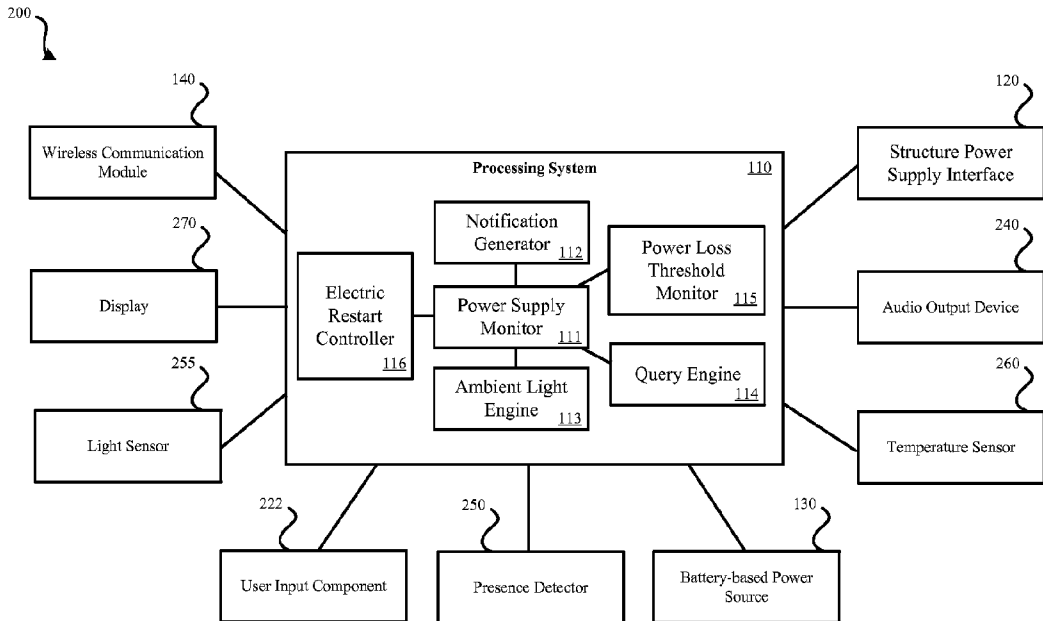 200
140
Wireless Communication
Module
120
Structure Power
Supply Interface
Processing System
110
Notification
Generator
112
Power Loss
Threshold
Monitor
115
Electric
Restart
Controller
116
Power Supply
Monitor
111
Ambient Light
Engine
113
Query Engine
114
270
Display
240
Audio Output Device
255
Light Sensor
260
Temperature Sensor
222
User Input Component
250
Presence Detector
130
Battery-based Power
Source